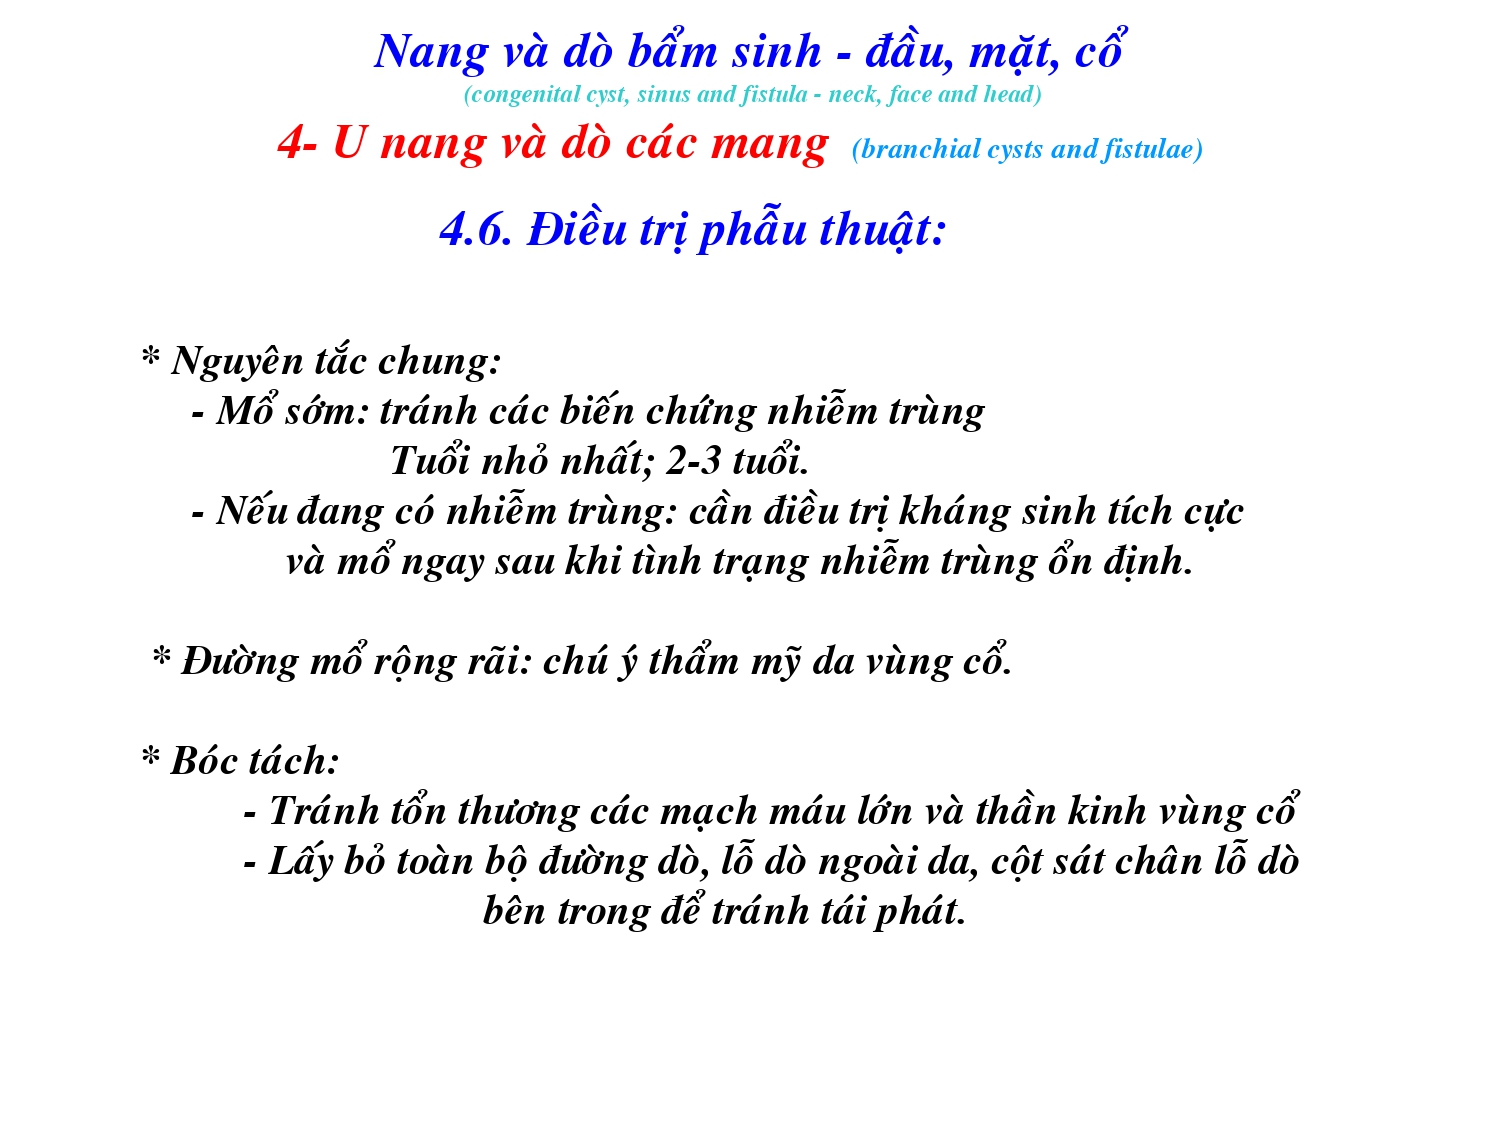 Nang và dò bẩm sinh - đầu, mặt, cổ
(congenital cyst, sinus and fistula - neck, face and head)
4- U nang và dò các mang (branchial cysts and fistulae)
4.6. Điều trị phẫu thuật:
* Nguyên tắc chung:
- Mổ sớm: tránh các biến chứng nhiễm trùng
Tuổi nhỏ nhất; 2-3 tuổi.
- Nếu đang có nhiễm trùng: cần điều trị kháng sinh tích cực
và mổ ngay sau khi tình trạng nhiễm trùng ổn định.
* Đường mổ rộng rãi: chú ý thẩm mỹ da vùng cổ.
* Bóc tách:
- Tránh tổn thương các mạch máu lớn và thần kinh vùng cổ
- Lấy bỏ toàn bộ đường dò, lỗ dò ngoài da, cột sát chân lỗ dò
bên trong để tránh tái phát.